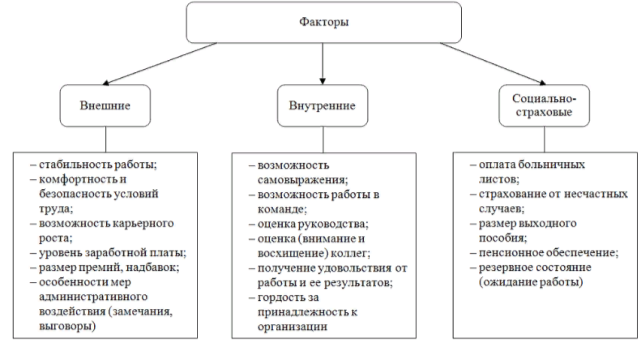 Факторы
Внешние
Внутренние
Социально-
страховые
– стабильность работы;
– комфортность и
безопасность условий
труда;
– возможность карьерного
роста;
– уровень заработной платы;
– размер премий, надбавок;
– особенности мер
административного
воздействия (замечания,
выговоры)
– возможность
самовыражения;
– возможность работы в
команде;
– оценка руководства;
– оценка (внимание и
восхищение) коллег;
– получение удовольствия от
работы и ее результатов;
– гордость за
принадлежность к
организации
– оплата больничных
листов;
– страхование от несчастных
случаев;
– размер выходного
пособия;
– пенсионное обеспечение;
– резервное состояние
(ожидание работы)